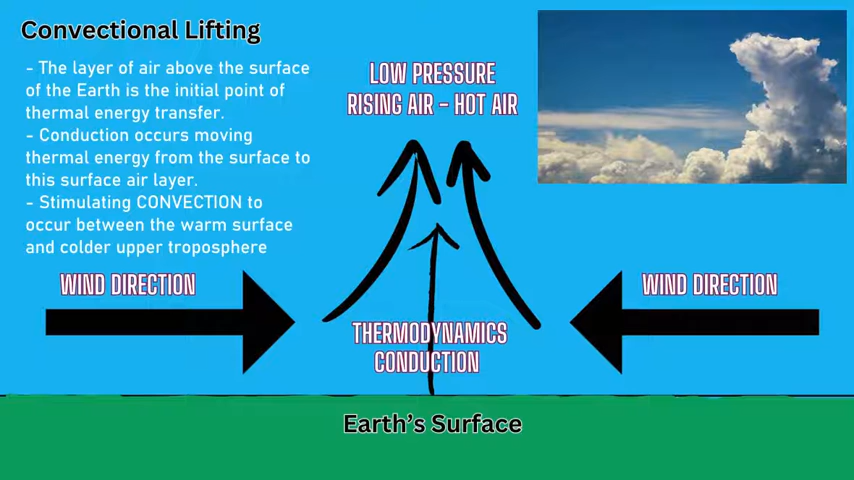 Convectional Lifting
- The layer of air above the surface
of the Earth is the initial point of
thermal energy transfer.
- Conduction occurs moving
thermal energy from the surface to
this surface air layer.
- Stimulating CONVECTION to
occur between the warm surface
and colder upper troposphere
LOW PRESSURE
RISING AIR - HOT AIR
WIND DIRECTION
WIND DIRECTION
THERMODYNAMICS
CONDUCTION
Earth's Surface